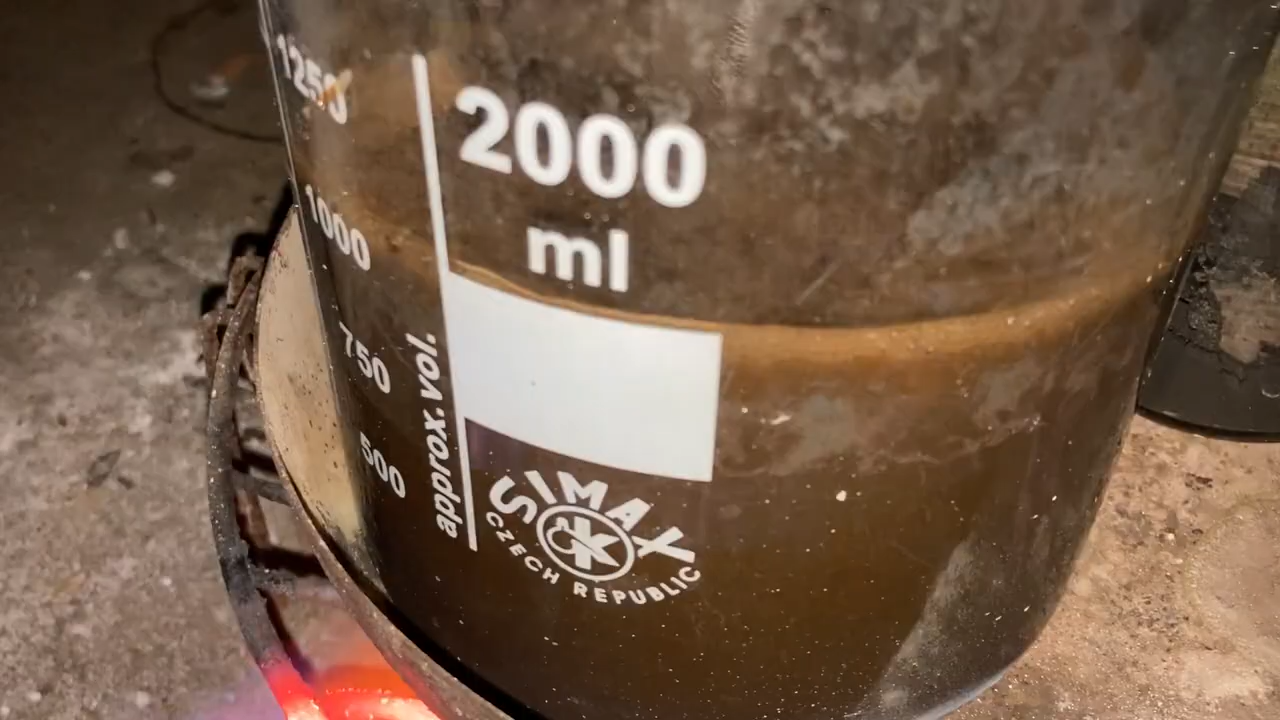 1250
1000
750
500
approx.vol.
2000
ml
SIMAX
CZECH REPUBLIC